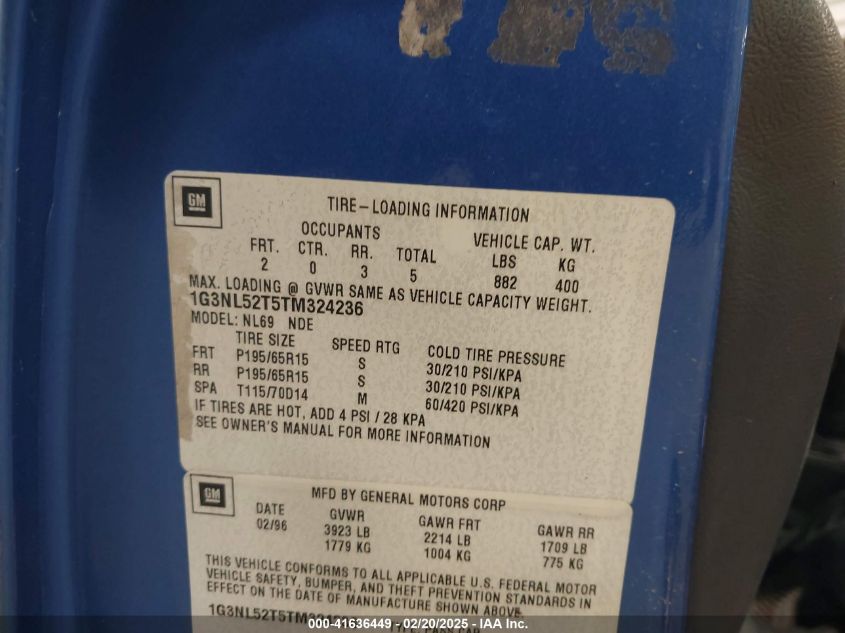 GM
TIRE-LOADING INFORMATION
OCCUPANTS VEHICLE CAP. WT.
FRT. CTR. RR. TOTAL LBS KG
2 0 3 5 882 400
MAX. LOADING @ GVWR SAME AS VEHICLE CAPACITY WEIGHT.
1G3NL52T5TM324236
MODEL: NL69 NDE
TIRE SIZE SPEED RTG COLD TIRE PRESSURE
FRT P195/65R15 S 30/210 PSI/KPA
RR P195/65R15 S 30/210 PSI/KPA
SPA T115/70D14 M 60/420 PSI/KPA
IF TIRES ARE HOT, ADD 4 PSI / 28 KPA
SEE OWNER'S MANUAL FOR MORE INFORMATION
GM
MFD BY GENERAL MOTORS CORP
DATE GVWR GAWR FRT GAWR RR
02/96 3923 LB 2214 LB 1709 LB
1779 KG 1004 KG 775 KG
THIS VEHICLE CONFORMS TO ALL APPLICABLE U.S. FEDERAL MOTOR
VEHICLE SAFETY, BUMPER, AND THEFT PREVENTION STANDARDS IN
EFFECT ON THE DATE OF MANUFACTURE SHOWN ABOVE.
000-41636449 - 02/20/2025 - IAA Inc.